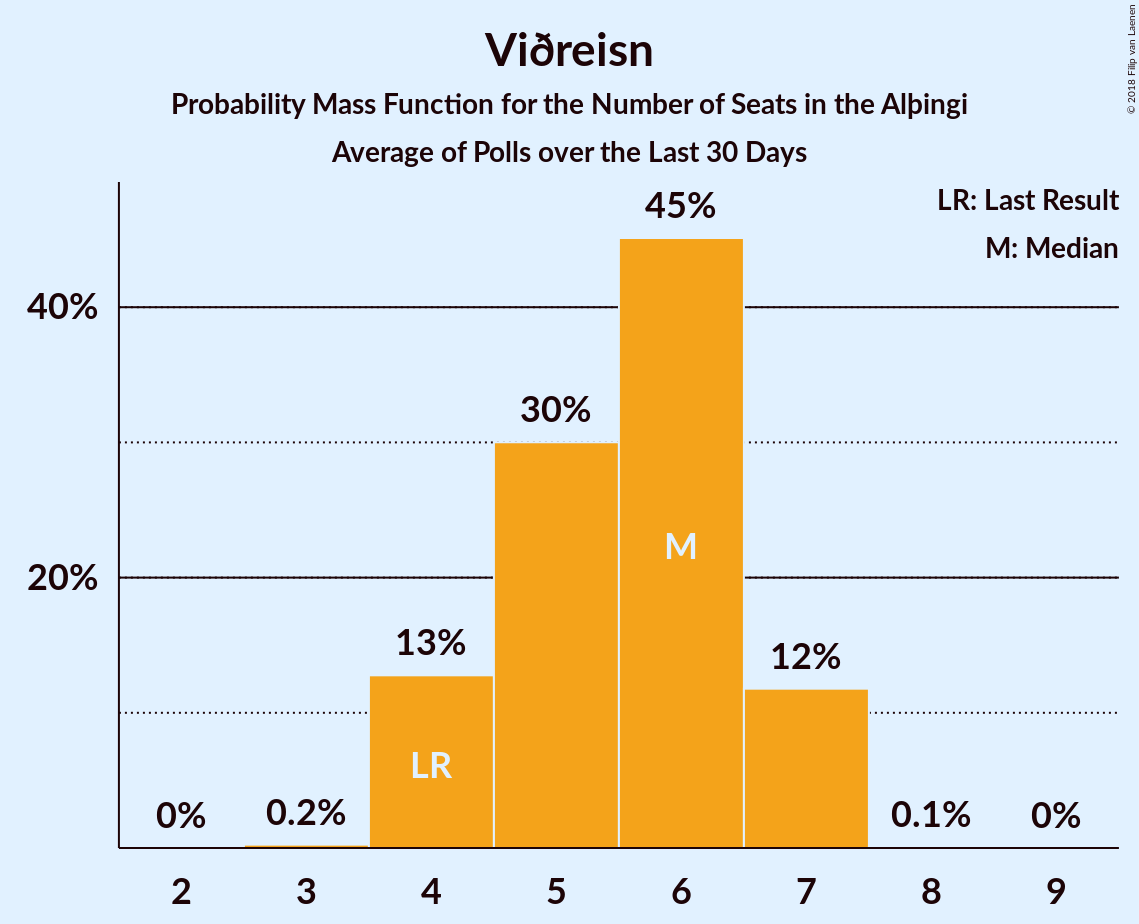 Viðreisn
Probability Mass Function for the Number of Seats in the Alþingi
Average of Polls over the Last 30 Days
© 2018 Filip van Laenen
LR: Last Result
M: Median
45%
40%
30%
M
20%
13%
12%
LR
0%
0.2%
0.1%
0%
2 3 4 5 6 7 8 9